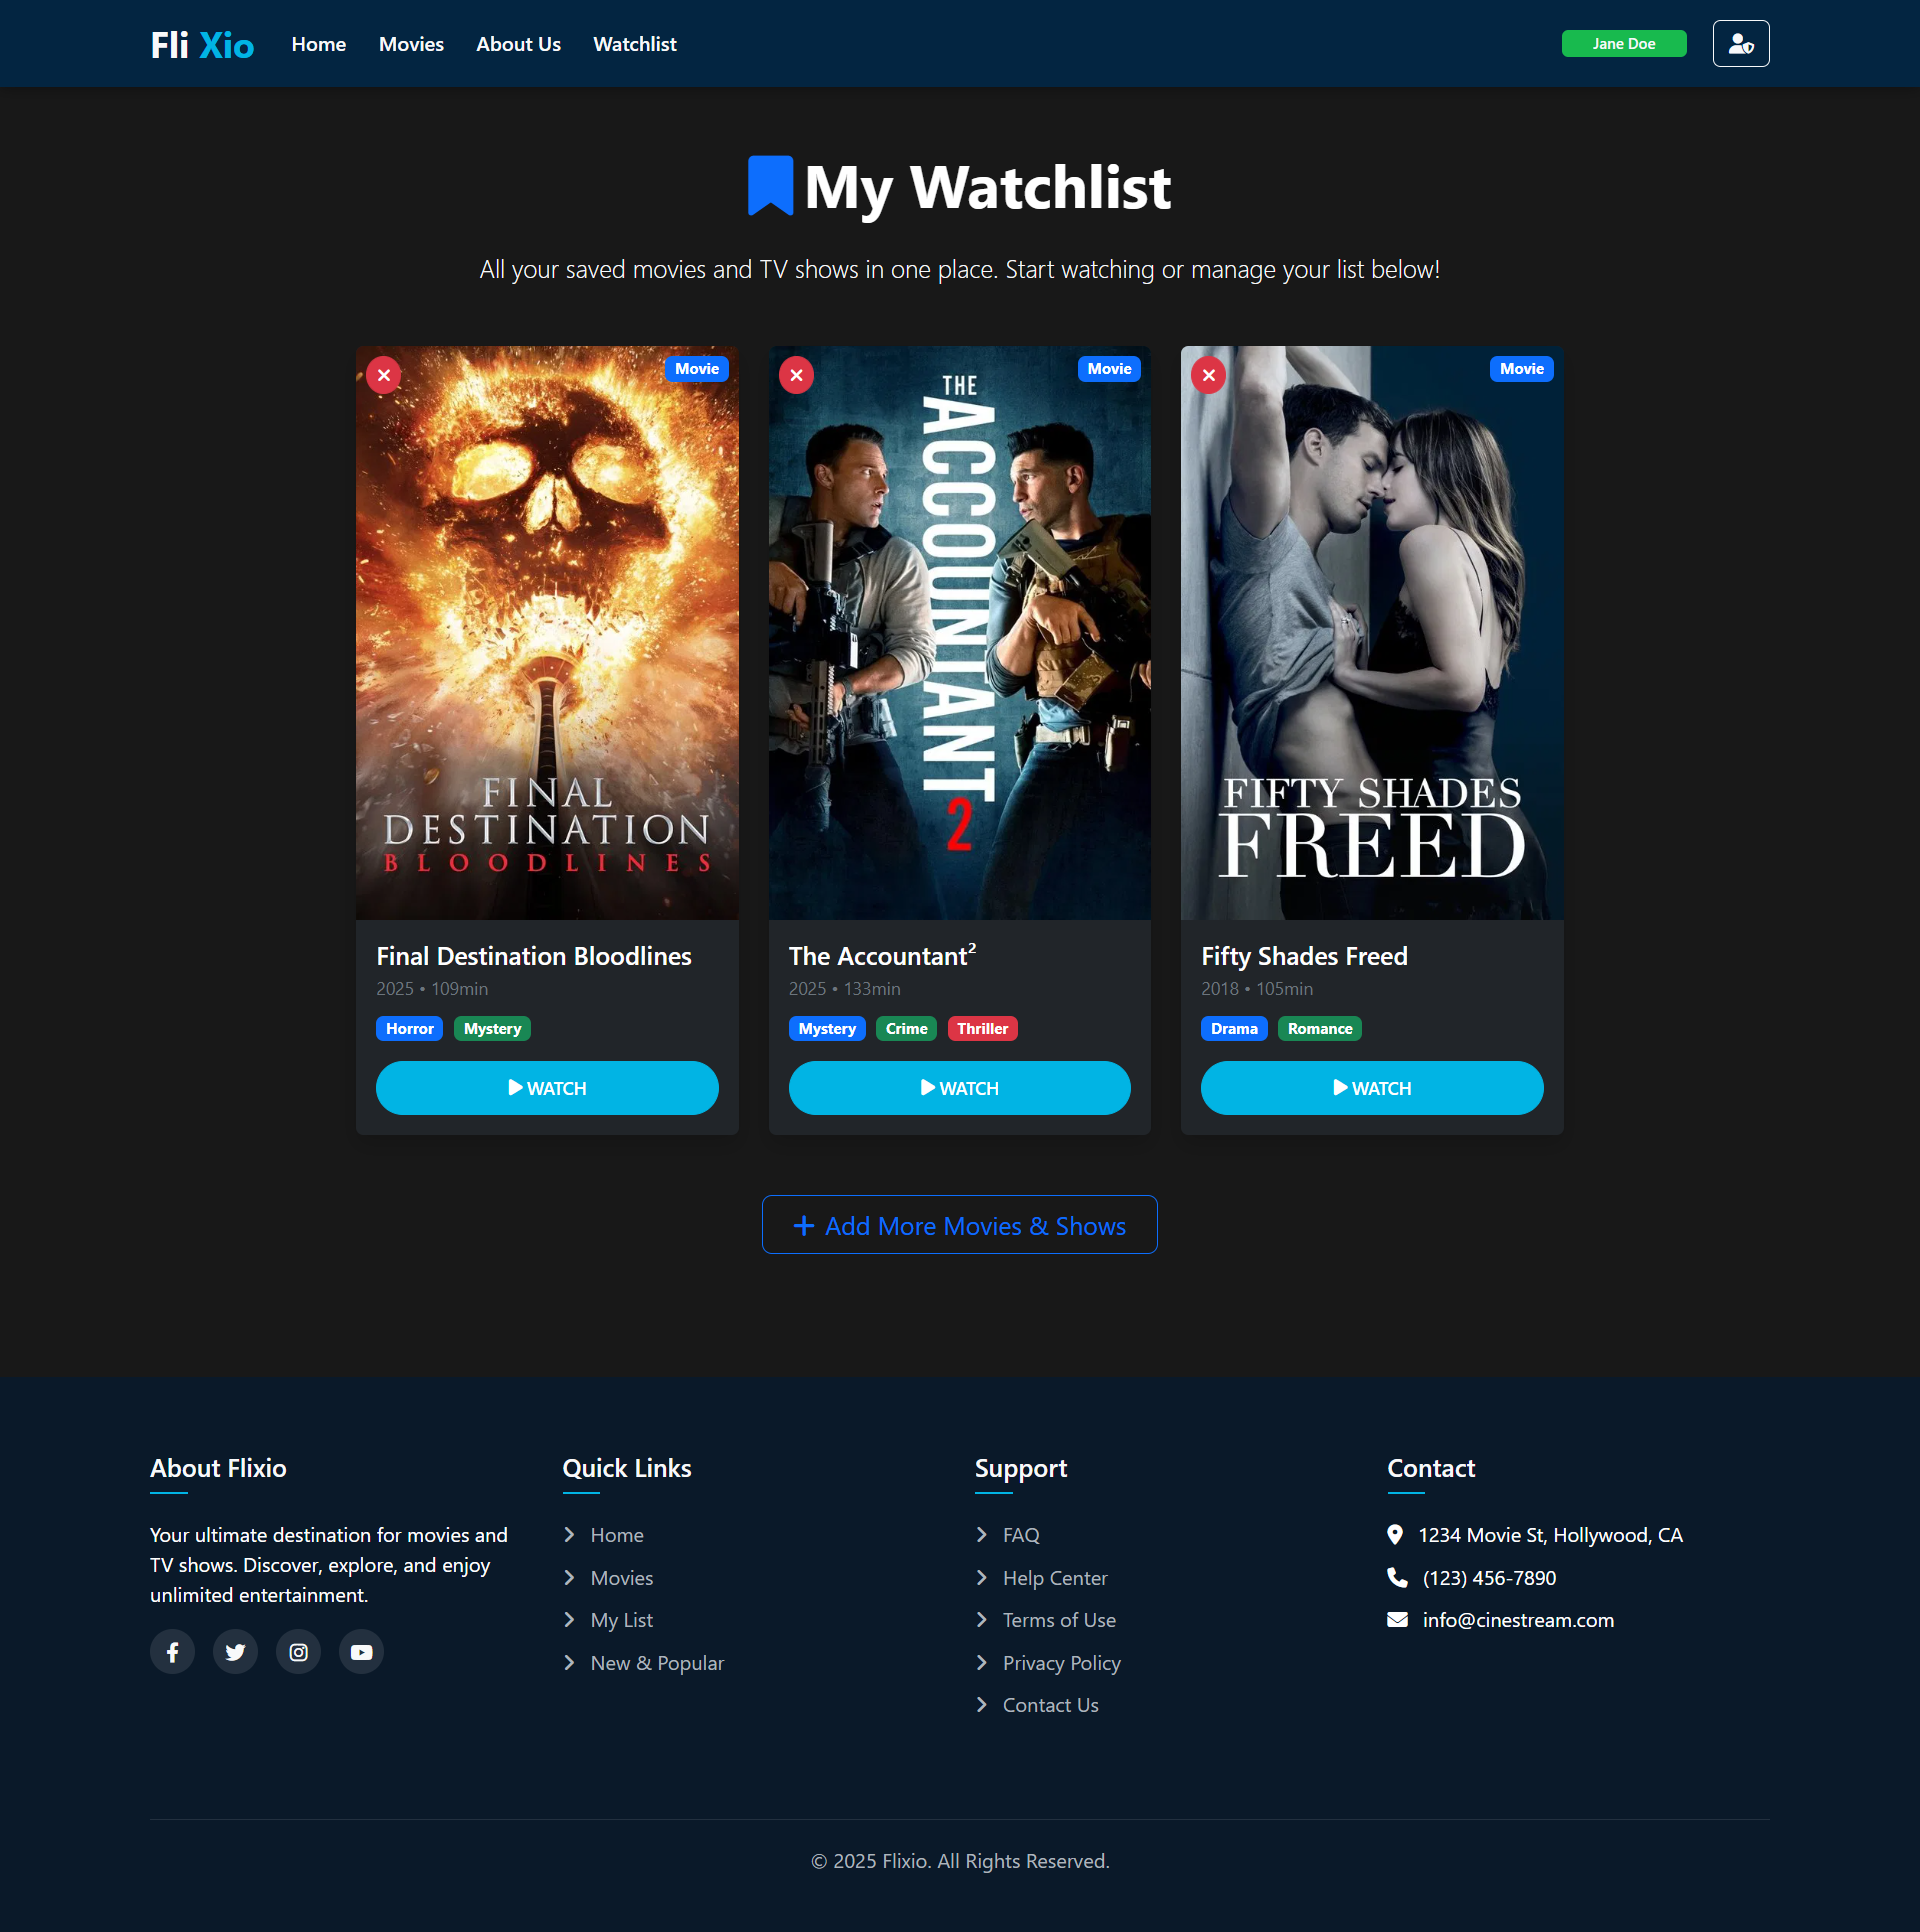 Fli Xio
Home
Movies
About Us
Watchlist
Jane Doe
My Watchlist
All your saved movies and TV shows in one place. Start watching or manage your list below!
Movie
FINAL
DESTINATION
BLOODLINES
Final Destination Bloodlines
2025 • 109min
Horror
Mystery
WATCH
Movie
THE
ACCOUNTANT
2
The Accountant²
2025 • 133min
Mystery
Crime
Thriller
WATCH
Movie
FIFTY SHADES
FREED
Fifty Shades Freed
2018 • 105min
Drama
Romance
WATCH
Add More Movies & Shows
About Flixio
Your ultimate destination for movies and
TV shows. Discover, explore, and enjoy
unlimited entertainment.
Quick Links
Home
Movies
My List
New & Popular
Support
FAQ
Help Center
Terms of Use
Privacy Policy
Contact Us
Contact
1234 Movie St, Hollywood, CA
(123) 456-7890
info@cinestream.com
© 2025 Flixio. All Rights Reserved.